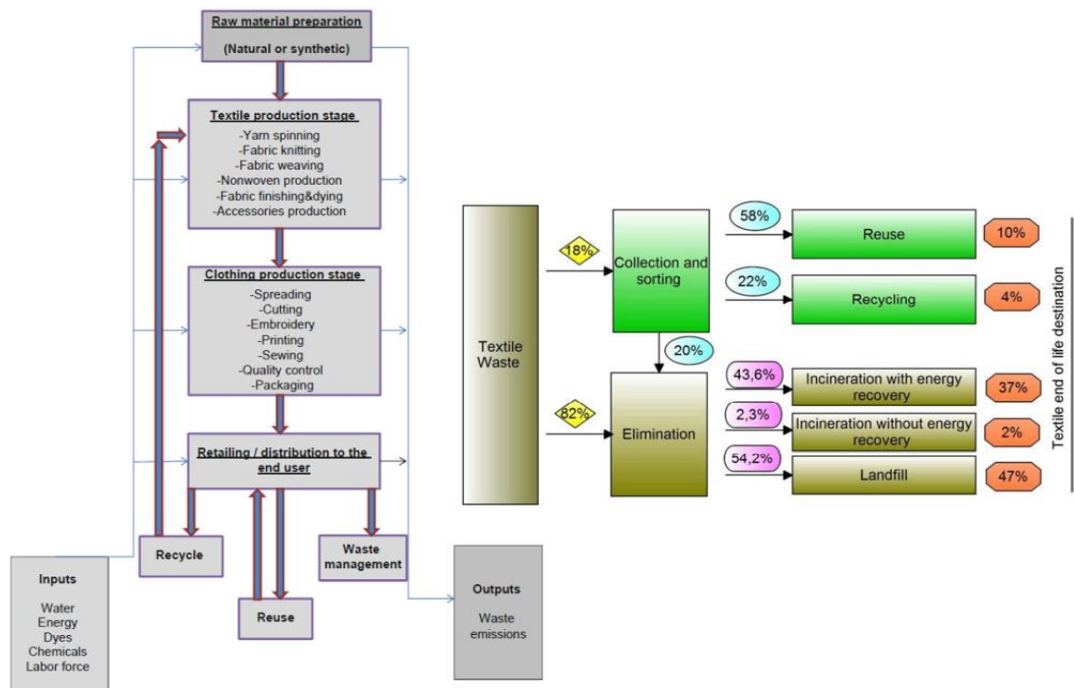 Raw material preparation
(Natural or synthetic)
Textile production stage
-Yarn spinning
-Fabric knitting
-Fabric weaving
-Nonwoven production
-Fabric finishing&dying
-Accessories production
Clothing production stage
-Spreading
-Cutting
-Embroidery
-Printing
-Sewing
-Quality control
-Packaging
Retailing / distribution to the
end user
Recycle
Waste
management
Reuse
Inputs
Water
Energy
Dyes
Chemicals
Labor force
Outputs
Waste
emissions
Textile
Waste
18%
82%
Collection and
sorting
20%
Elimination
58%
Reuse
10%
22%
Recycling
4%
43,6%
Incineration with energy
recovery
37%
2,3%
Incineration without energy
recovery
2%
54,2%
Landfill
47%
Textile end of life destination